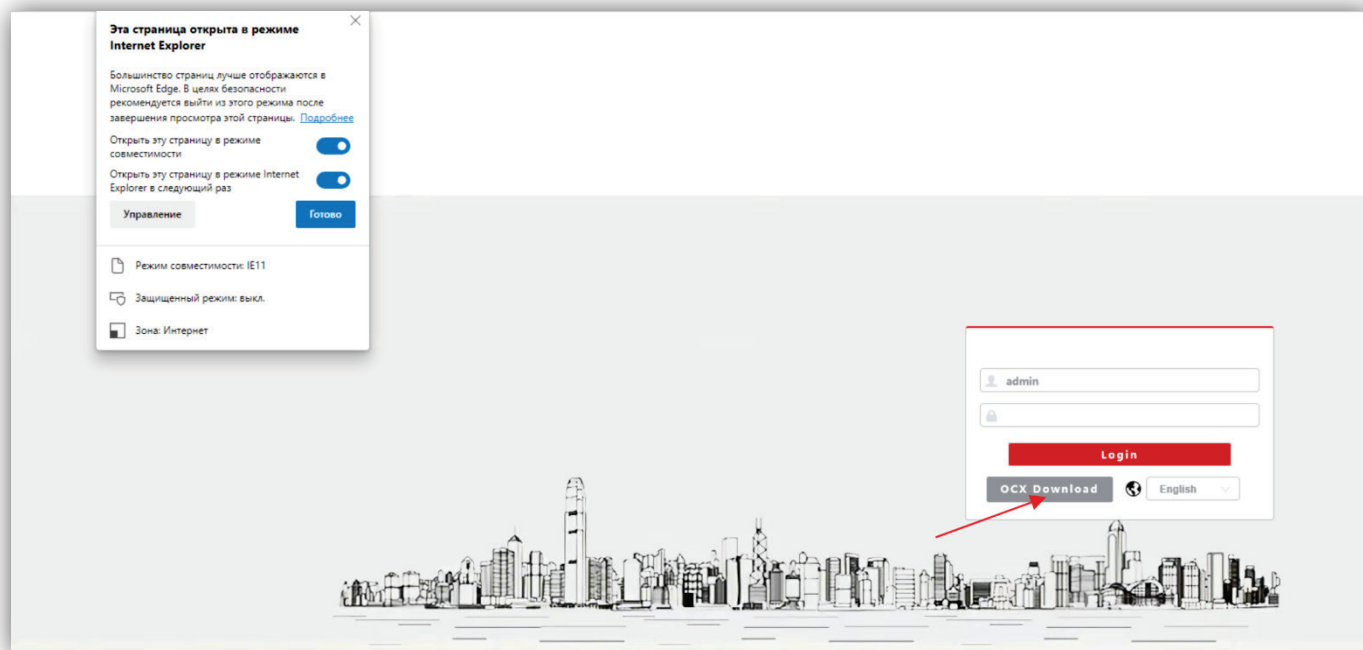 Эта страница открыта в режиме
Internet Explorer
Большинство страниц лучше отображаются в
Microsoft Edge. В целях безопасности
рекомендуется выйти из этого режима после
завершения просмотра этой страницы. Подробнее
Открыть эту страницу в режиме
совместимости
Открыть эту страницу в режиме Internet
Explorer в следующий раз
Управление
Готово
Режим совместимости: IE11
Защищенный режим: выкл.
Зона: Интернет
admin
Login
OCX Download
English